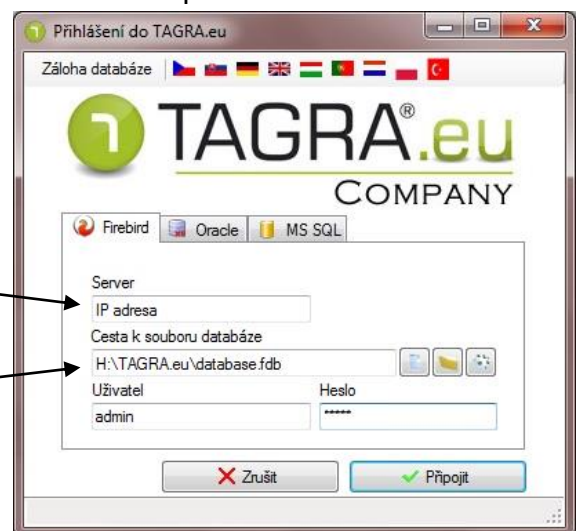 Přihlášení do TAGRA.eu
Záloha databáze
TAGRA®.eu
COMPANY
Firebird Oracle MS SQL
Server
IP adresa
Cesta k souboru databáze
H:\TAGRA.eu\database.fdb
Uživatel Heslo
admin *****
Zrušit Připojit